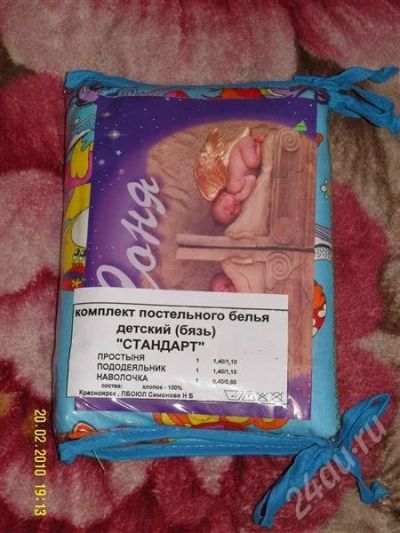 Соня
комплект постельного белья
детский (бязь)
"СТАНДАРТ"
ПРОСТЫНЯ 1 1,40/1,10
ПОДОДЕЯЛЬНИК 1 1,40/1,10
НАВОЛОЧКА 1 0,40/0,60
состав: хлопок - 100%
Красноярск, ПБОЮЛ Симонова Н Б
20.02.2010 19:13
24au.ru